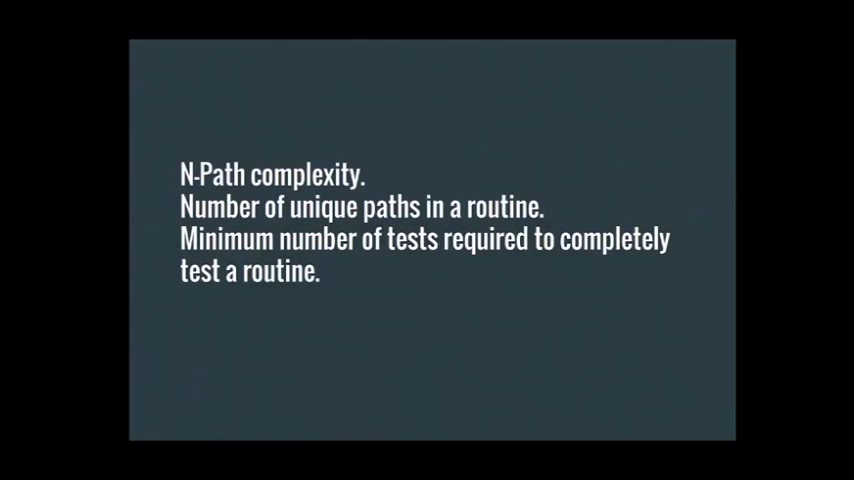 N-Path complexity.
Number of unique paths in a routine.
Minimum number of tests required to completely
test a routine.